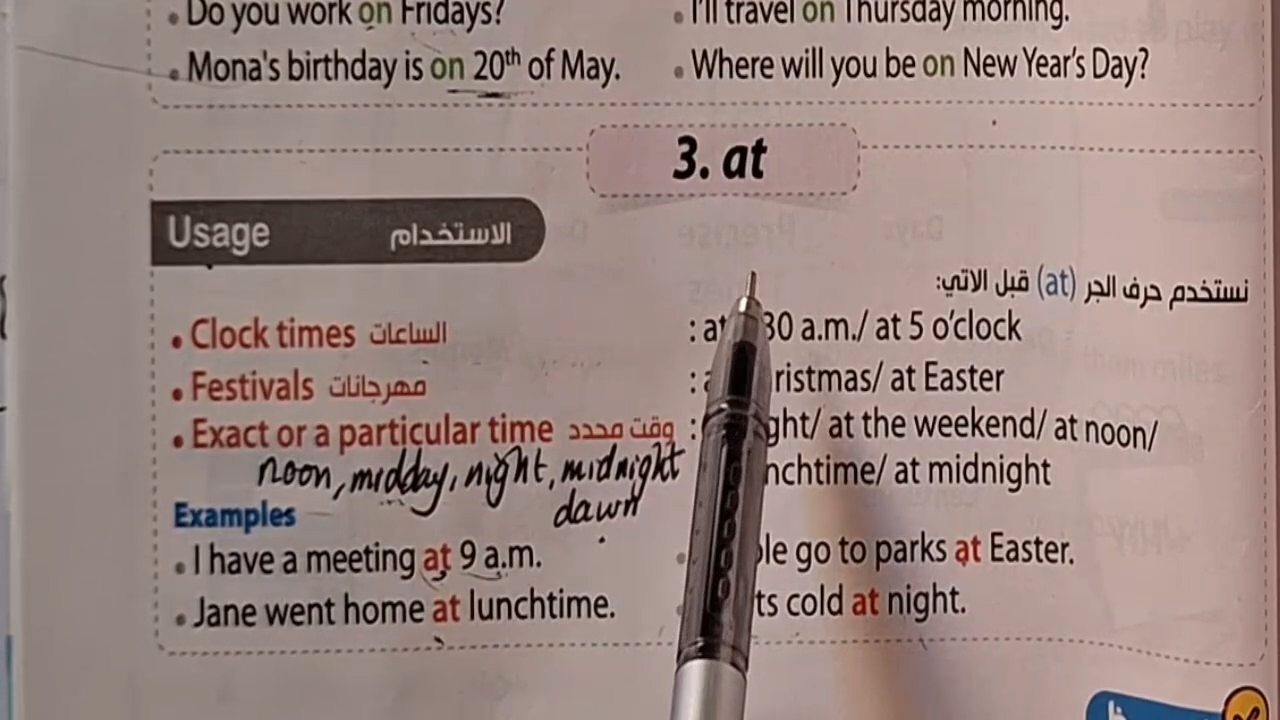 • Do you work on Fridays? • I'll travel on Thursday morning.
• Mona's birthday is on 20th of May. • Where will you be on New Year's Day?
3. at
Usage الاستخدام
نستخدم حرف الجر (at) قبل الآتي:
• Clock times الساعات : at 30 a.m./ at 5 o'clock
• Festivals مهرجانات : ristmas/ at Easter
• Exact or a particular time وقت محدد : ght/ at the weekend/ at noon/
noon, midday, night, midnight nchtime/ at midnight
dawn
Examples
• I have a meeting at 9 a.m. • le go to parks at Easter.
• Jane went home at lunchtime. • ts cold at night.